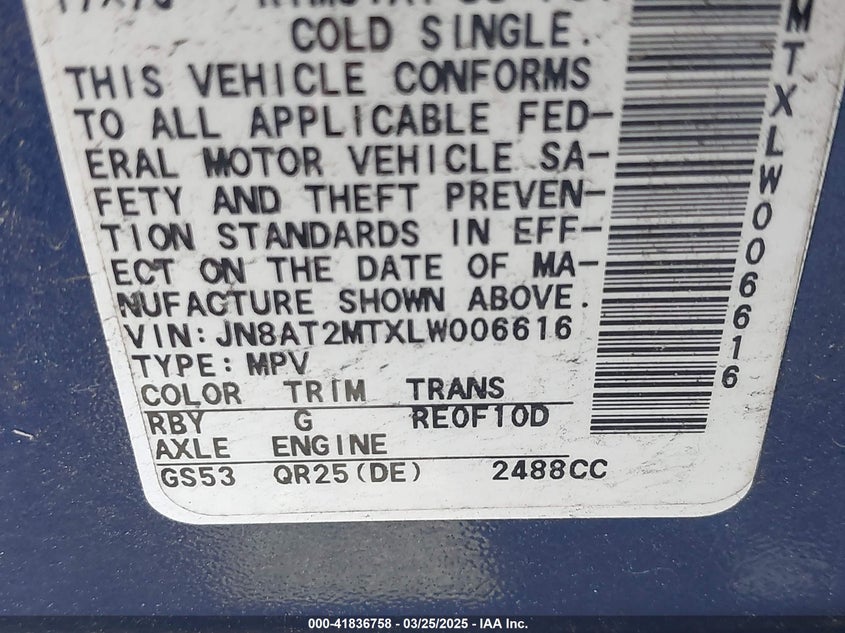 COLD SINGLE.
THIS VEHICLE CONFORMS
TO ALL APPLICABLE FED-
ERAL MOTOR VEHICLE SA-
FETY AND THEFT PREVEN-
TION STANDARDS IN EFF-
ECT ON THE DATE OF MA-
NUFACTURE SHOWN ABOVE.
VIN:JN8AT2MTXLW006616
TYPE:MPV
COLOR TRIM TRANS
RBY G RE0F10D
AXLE ENGINE
GS53 QR25(DE) 2488CC
MTXLW006616
000-41836758 — 03/25/2025 — IAA Inc.